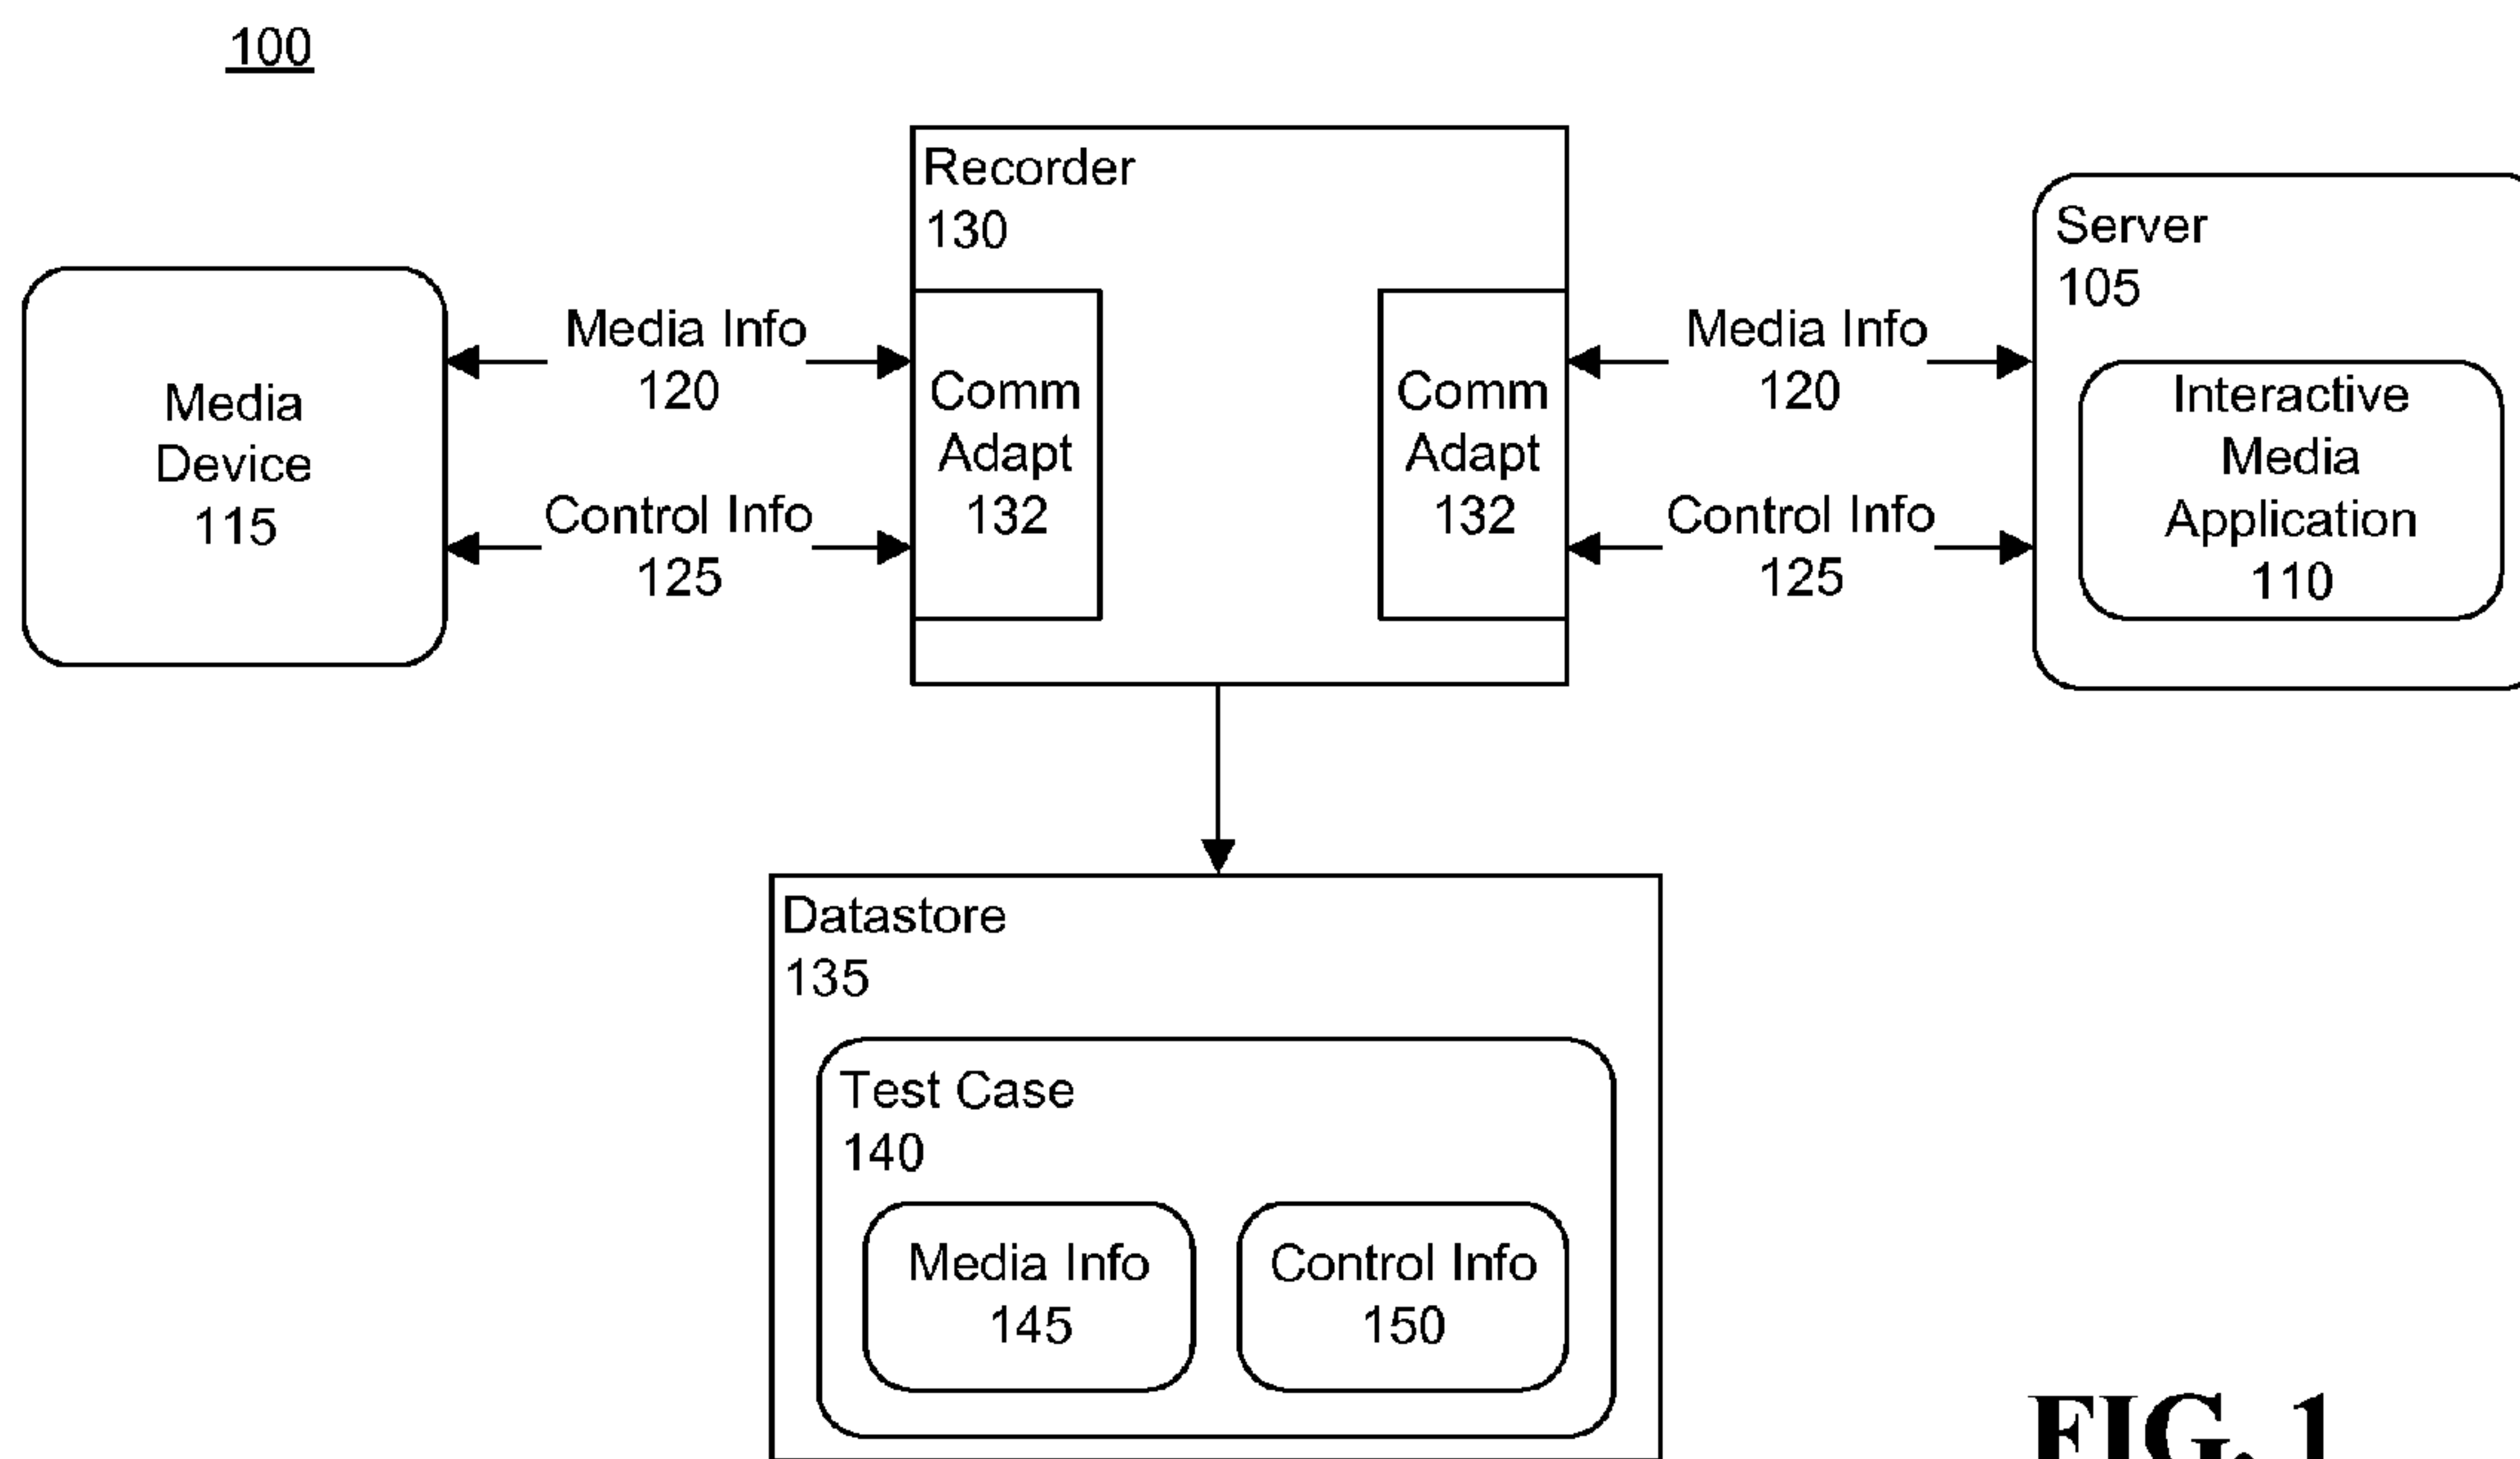 100
Recorder
130
Server
105
Media
Device
115
Media Info
120
Control Info
125
Comm
Adapt
132
Comm
Adapt
132
Media Info
120
Control Info
125
Interactive
Media
Application
110
Datastore
135
Test Case
140
Media Info
145
Control Info
150
FIG. 1